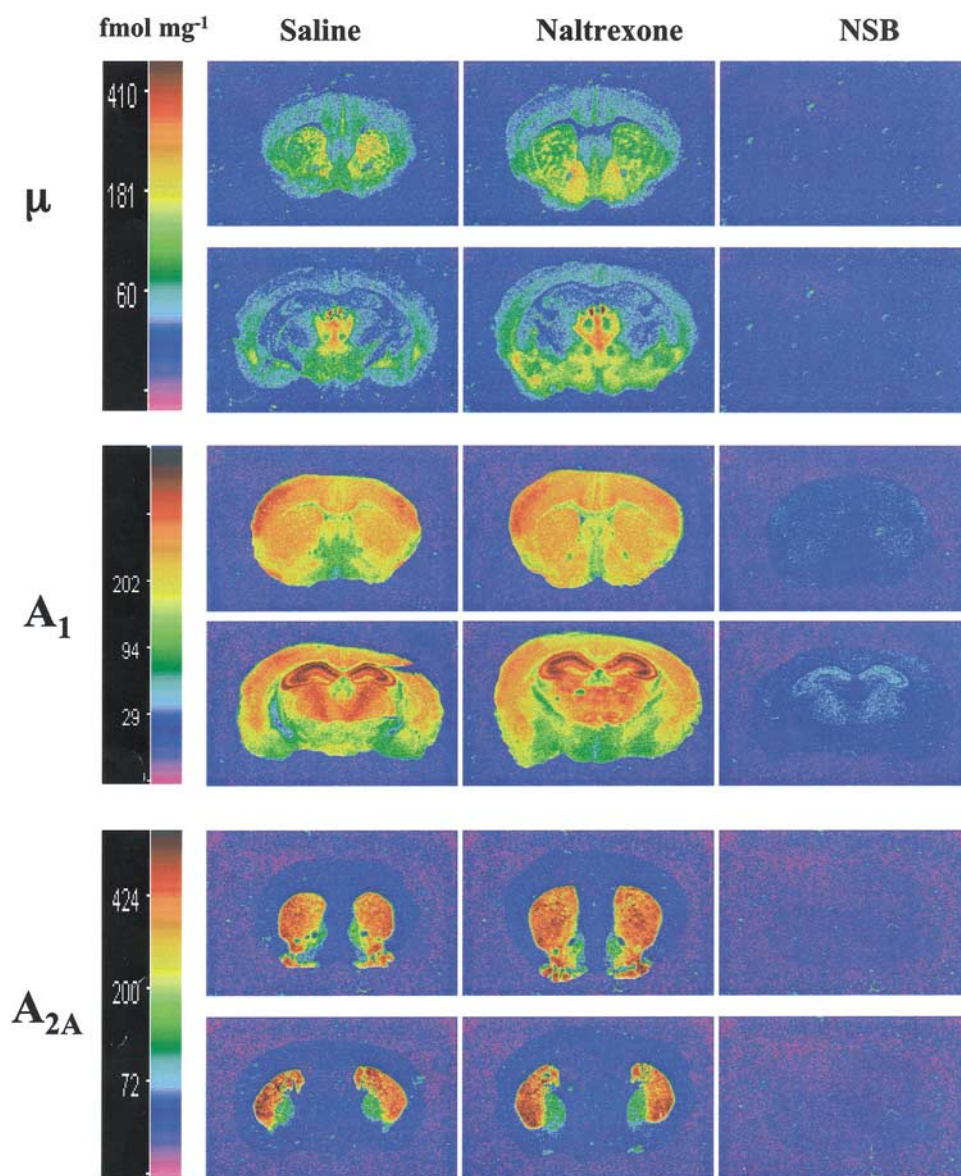 fmol mg⁻¹ Saline Naltrexone NSB
μ
410
181
60
A₁
202
94
29
A₂A
424
200
72